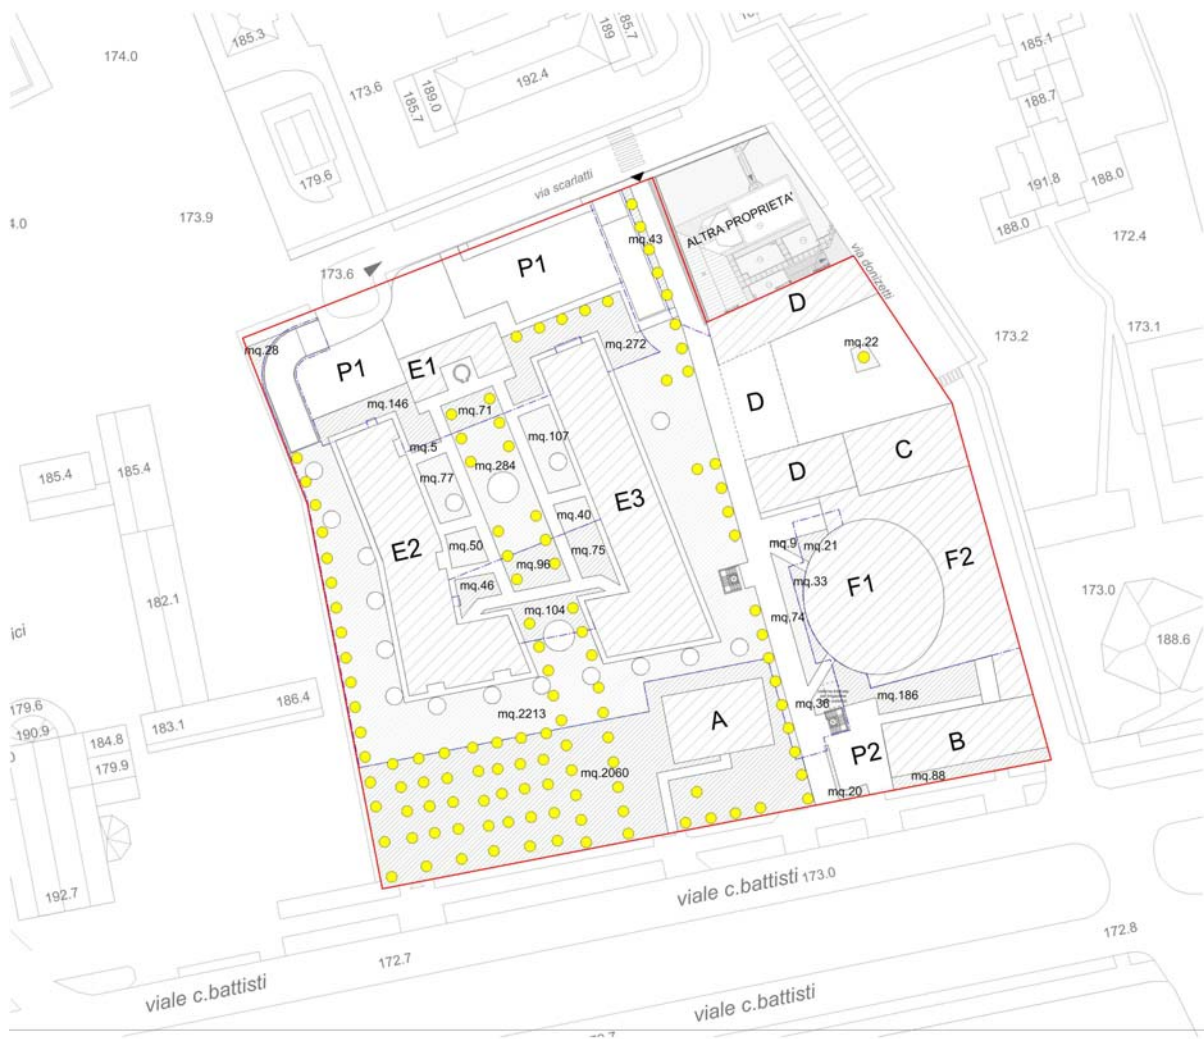 185.3
174.0
173.6
185.7
189.0
192.4
189
185.7
185.1
188.7
191.8
188.0
188.0
172.4
179.6
4.0
173.9
via scarlatti
173.6
mq.43
ALTRA PROPRIETA'
via donizetti
P1
D
173.2
173.1
mq.28
P1
E1
mq.272
mq.22
mq.146
mq.71
D
mq.107
C
mq.5
mq.284
D
mq.77
185.4
185.4
E3
mq.40
mq.50
mq.75
mq.96
E2
mq.46
mq.9
mq.21
mq.33
F1
F2
mq.104
mq.74
182.1
173.0
188.6
ici
186.4
183.1
179.6
190.9
184.8
179.9
mq.2213
A
mq.36
mq.186
P2
B
mq.2060
mq.88
mq.20
192.7
viale c.battisti
173.0
172.7
172.8
viale c.battisti
viale c.battisti